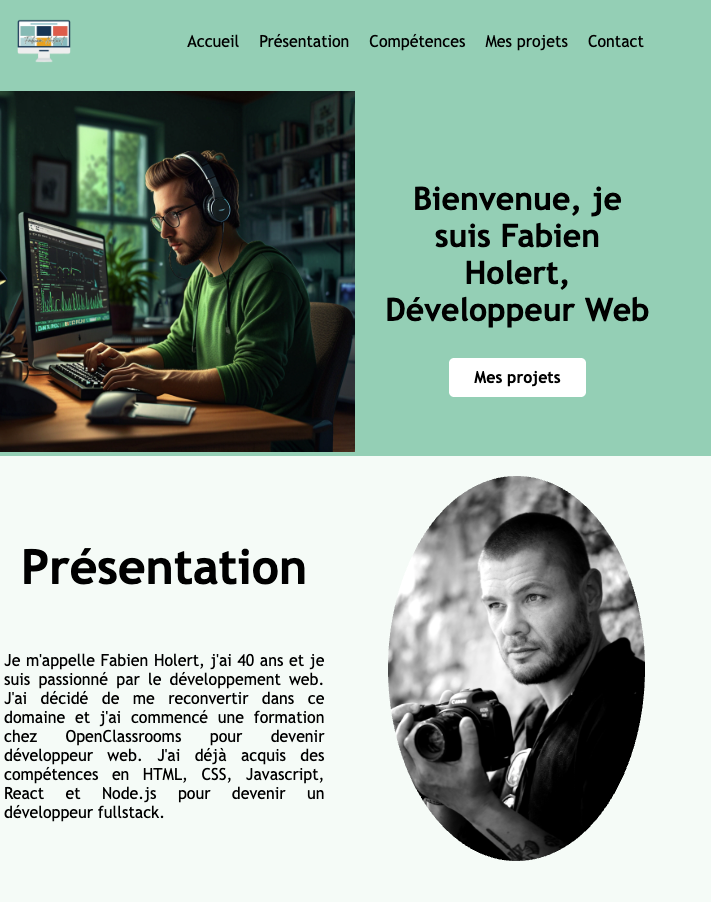 Accueil Présentation Compétences Mes projets Contact
Bienvenue, je
suis Fabien
Holert,
Développeur Web
Mes projets
Présentation
Je m'appelle Fabien Holert, j'ai 40 ans et je
suis passionné par le développement web.
J'ai décidé de me reconvertir dans ce
domaine et j'ai commencé une formation
chez OpenClassrooms pour devenir
développeur web. J'ai déjà acquis des
compétences en HTML, CSS, Javascript,
React et Node.js pour devenir un
développeur fullstack.